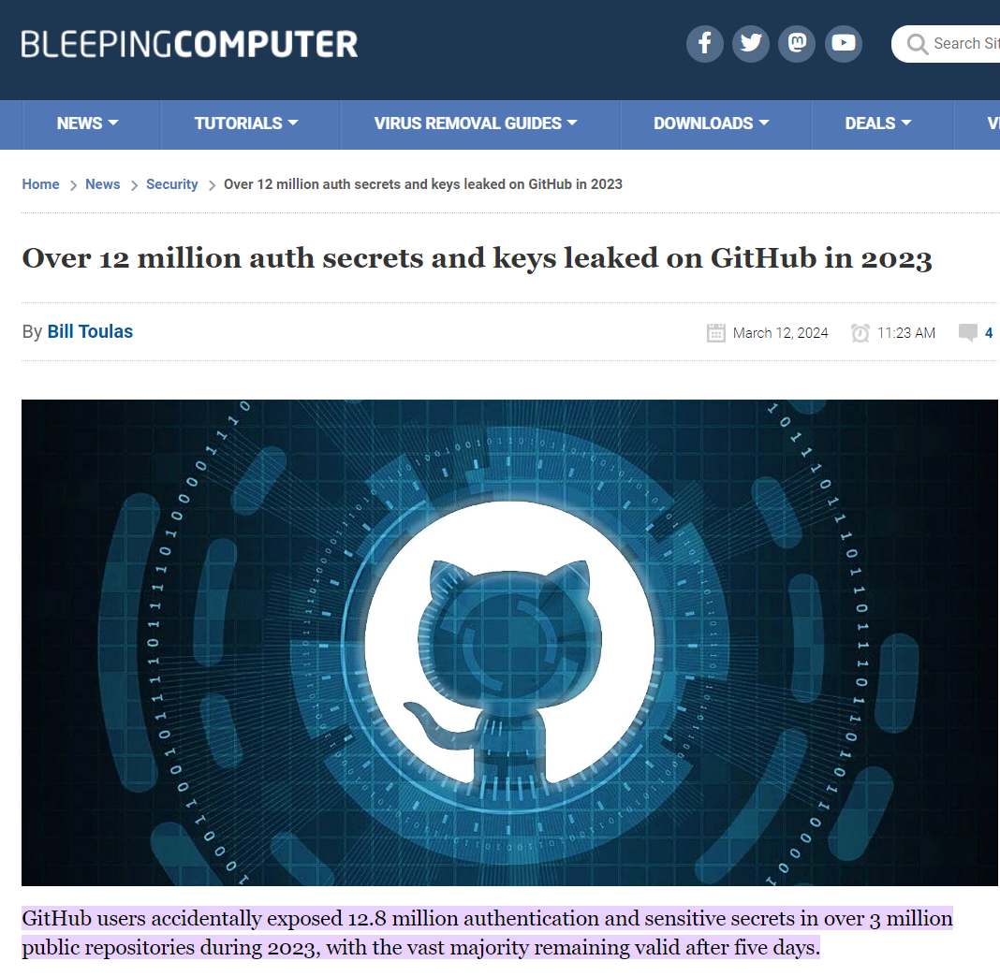 BLEEPINGCOMPUTER
Search Sit
NEWS TUTORIALS VIRUS REMOVAL GUIDES DOWNLOADS DEALS
Home > News > Security > Over 12 million auth secrets and keys leaked on GitHub in 2023
Over 12 million auth secrets and keys leaked on GitHub in 2023
By Bill Toulas
March 12, 2024 11:23 AM 4
GitHub users accidentally exposed 12.8 million authentication and sensitive secrets in over 3 million
public repositories during 2023, with the vast majority remaining valid after five days.